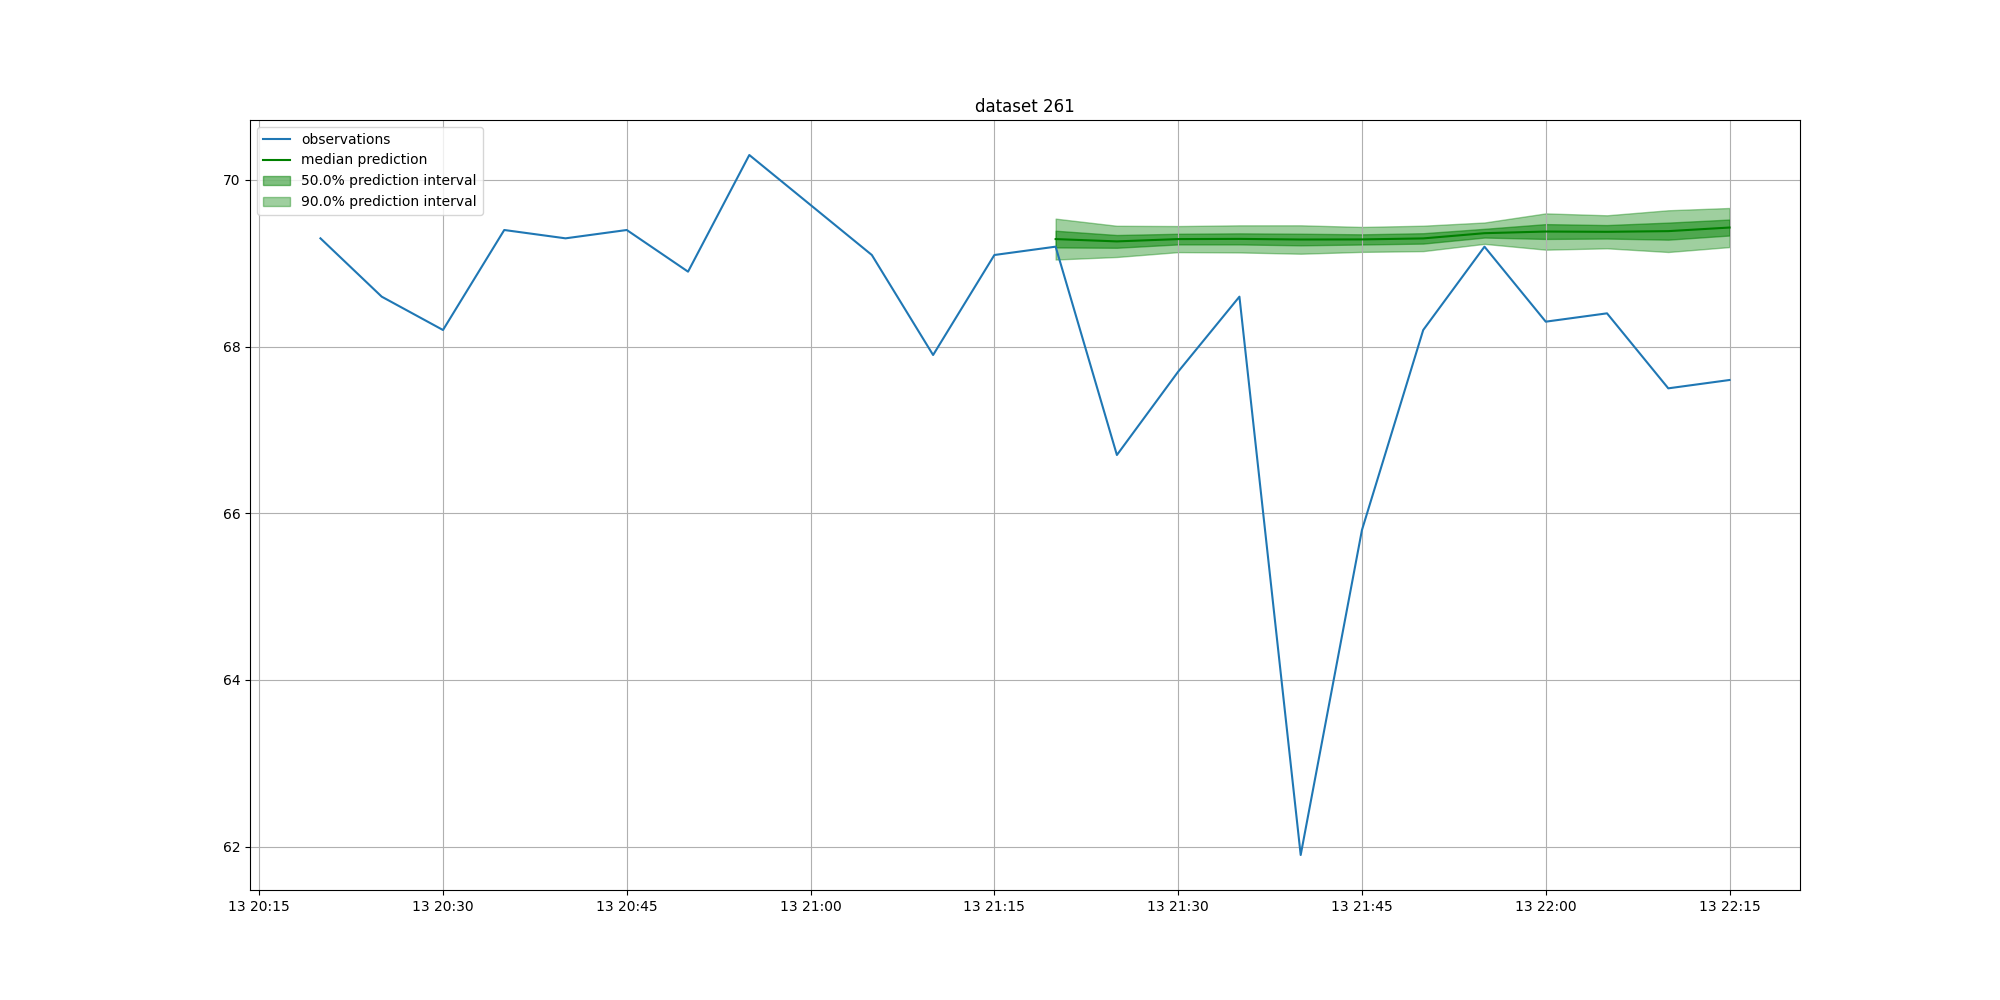 dataset 261
observations
median prediction
50.0% prediction interval
90.0% prediction interval
70
68
66
64
62
13 20:15
13 20:30
13 20:45
13 21:00
13 21:15
13 21:30
13 21:45
13 22:00
13 22:15